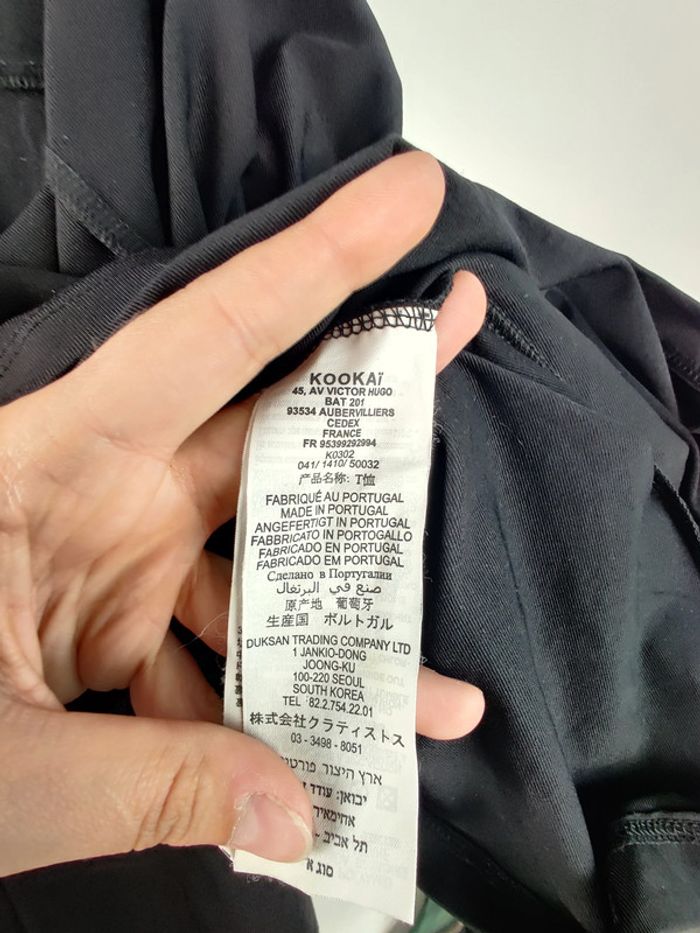 KOOKAÏ
45, AV VICTOR HUGO
BAT 201
93534 AUBERVILLIERS
CEDEX
FRANCE
FR 95399292994
K0302
041/ 1410/ 50032
产品名称: T恤
FABRIQUÉ AU PORTUGAL
MADE IN PORTUGAL
ANGEFERTIGT IN PORTUGAL
FABBRICATO IN PORTOGALLO
FABRICADO EN PORTUGAL
FABRICADO EM PORTUGAL
Сделано в Португалии
صنع في البرتغال
原产地 葡萄牙
生産国 ポルトガル
DUKSAN TRADING COMPANY LTD
1 JANKIO-DONG
JOONG-KU
100-220 SEOUL
SOUTH KOREA
TEL :82.2.754.22.01
株式会社クラティストス
03 - 3498 - 8051
ארץ היצור
יבואן: עודד
תל אביב ~
סוג